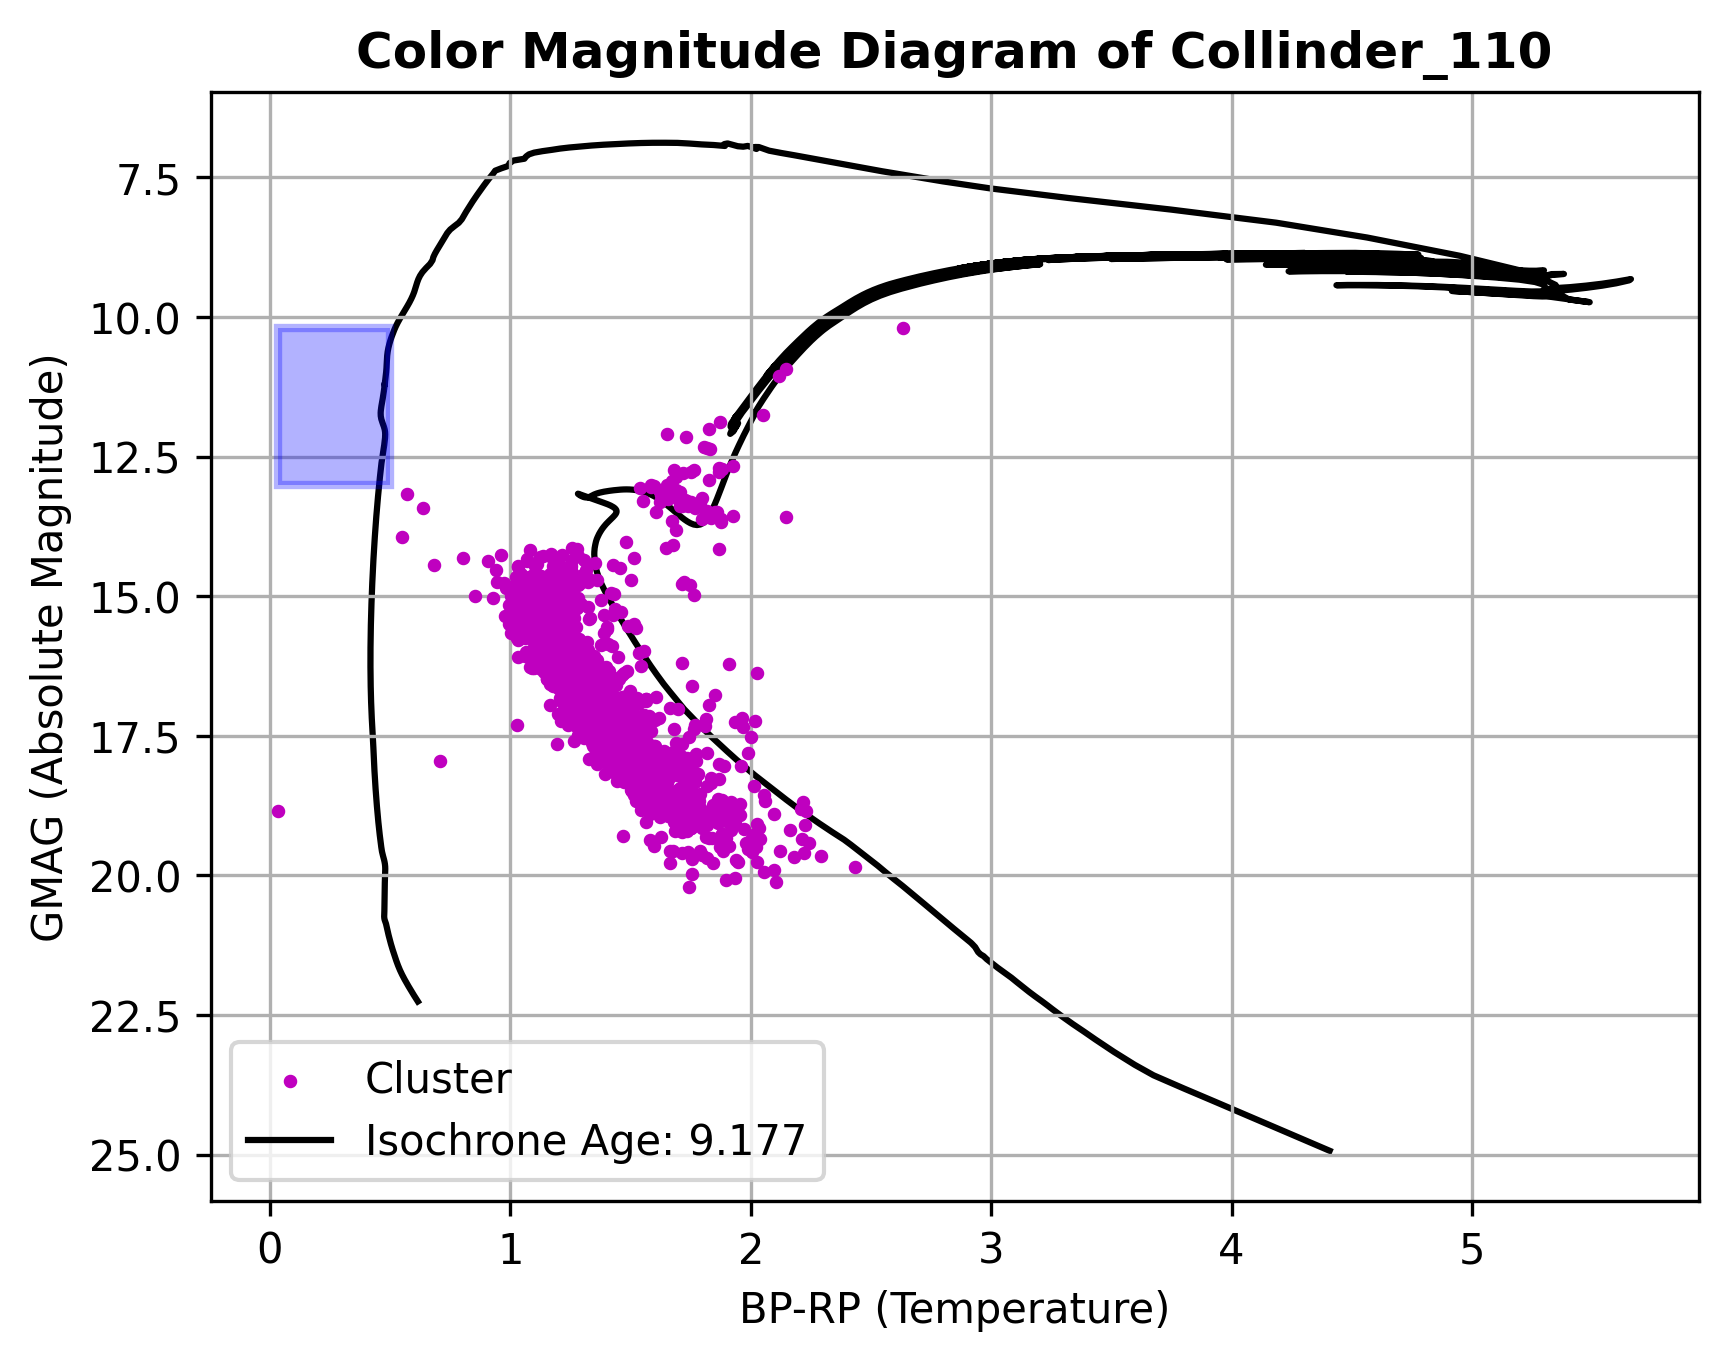 Color Magnitude Diagram of Collinder_110
GMAG (Absolute Magnitude)
7.5
10.0
12.5
15.0
17.5
20.0
22.5
25.0
Cluster
Isochrone Age: 9.177
0 1 2 3 4 5
BP-RP (Temperature)